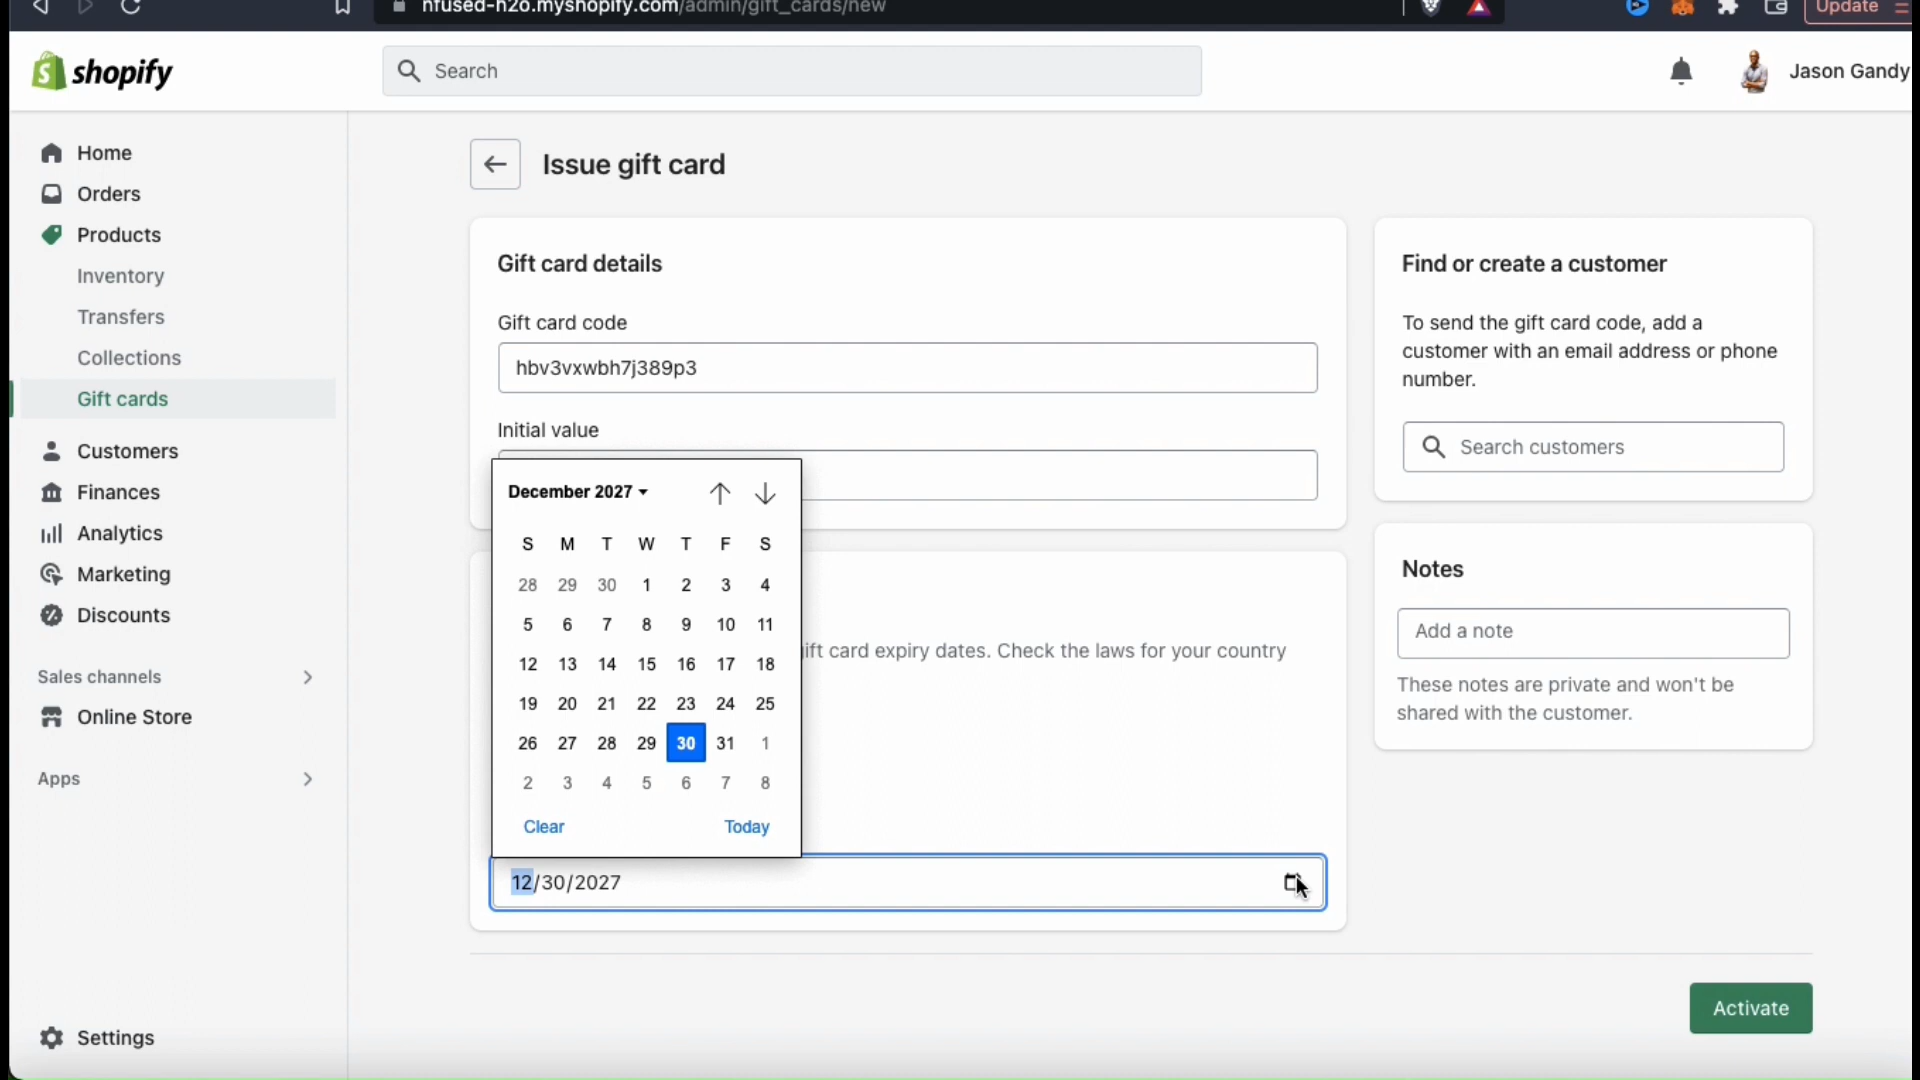 nfused-h2o.myshopify.com/admin/gift_cards/new
Update
shopify
Search
Jason Gandy
Home
Orders
Products
Inventory
Transfers
Collections
Gift cards
Customers
Finances
Analytics
Marketing
Discounts
Sales channels
Online Store
Apps
Settings
Issue gift card
Gift card details
Gift card code
hbv3vxwbh7j389p3
Initial value
December 2027
S M T W T F S
28 29 30 1 2 3 4
5 6 7 8 9 10 11
12 13 14 15 16 17 18
19 20 21 22 23 24 25
26 27 28 29 30 31 1
2 3 4 5 6 7 8
Clear Today
gift card expiry dates. Check the laws for your country
12/30/2027
Find or create a customer
To send the gift card code, add a
customer with an email address or phone
number.
Search customers
Notes
Add a note
These notes are private and won't be
shared with the customer.
Activate